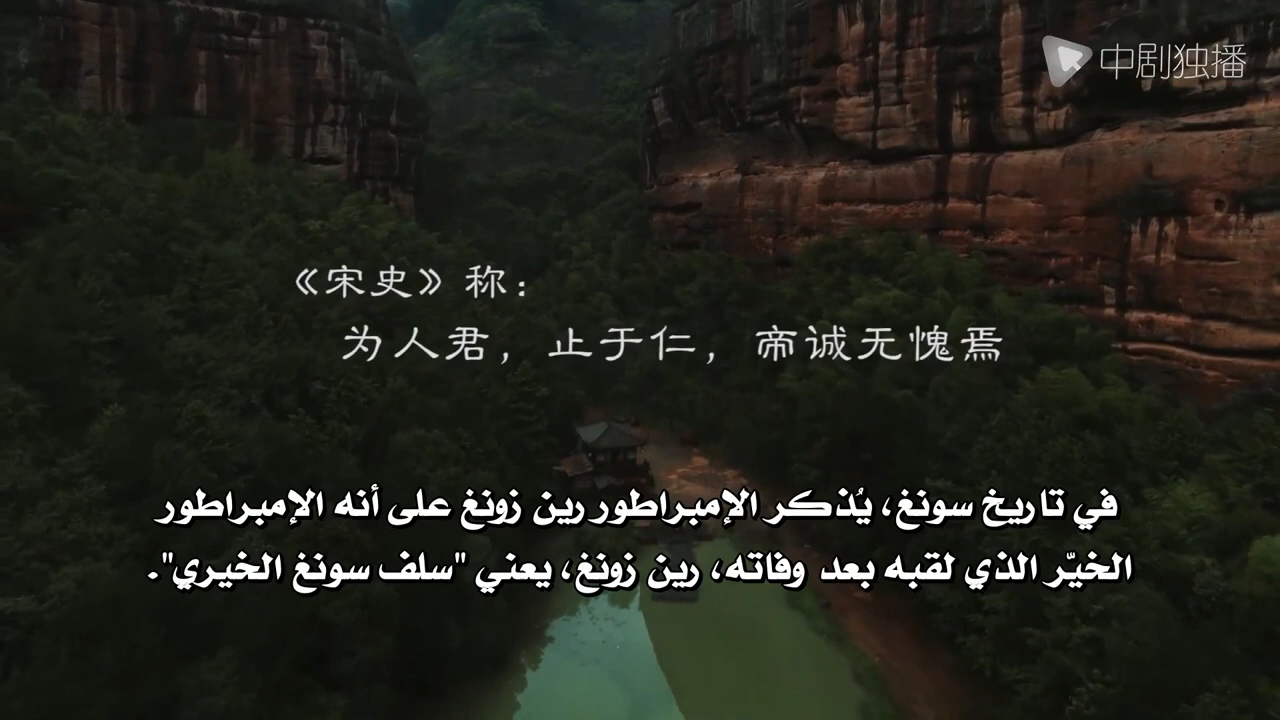 中剧独播
《宋史》称：
为人君，止于仁，帝诚无愧焉
في تاريخ سونغ، يُذكر الإمبراطور رين زونغ على أنه الإمبراطور
الخيّر الذي لقبه بعد وفاته، رين زونغ، يعني "سلف سونغ الخيري".